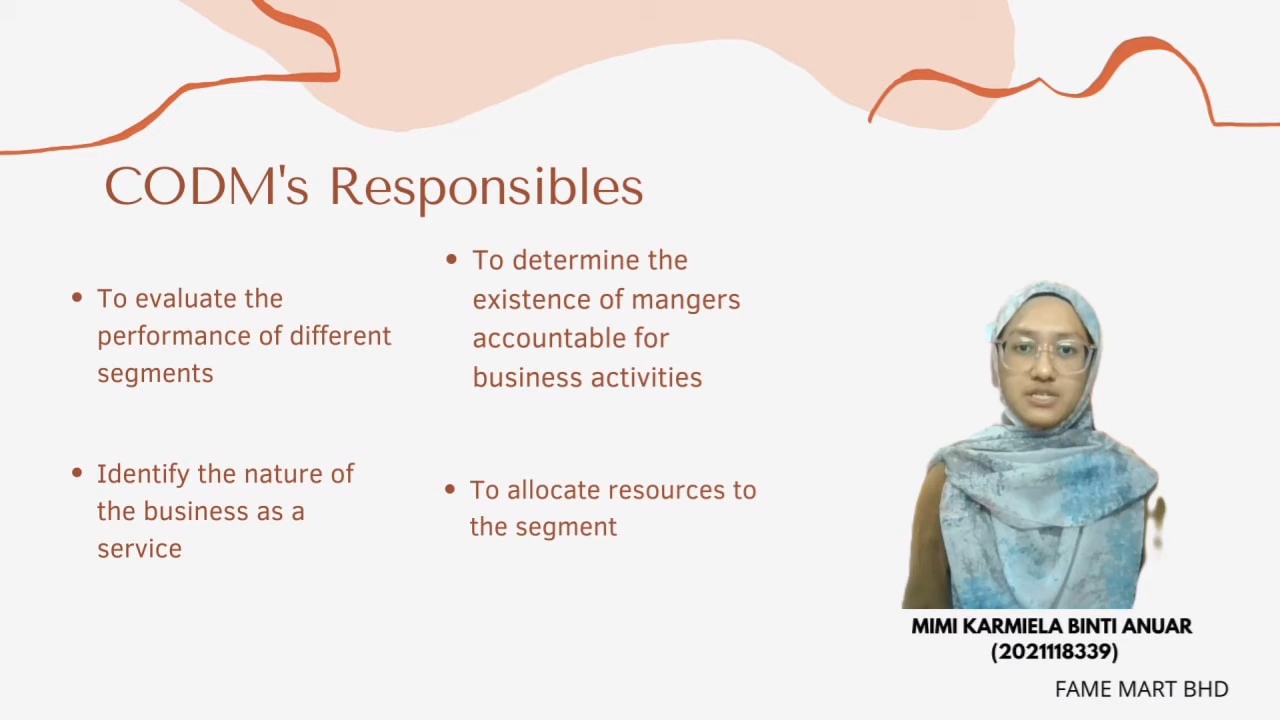 CODM's Responsibles
To evaluate the
performance of different
segments
Identify the nature of
the business as a
service
To determine the
existence of mangers
accountable for
business activities
To allocate resources to
the segment
MIMI KARMIELA BINTI ANUAR
(2021118339)
FAME MART BHD